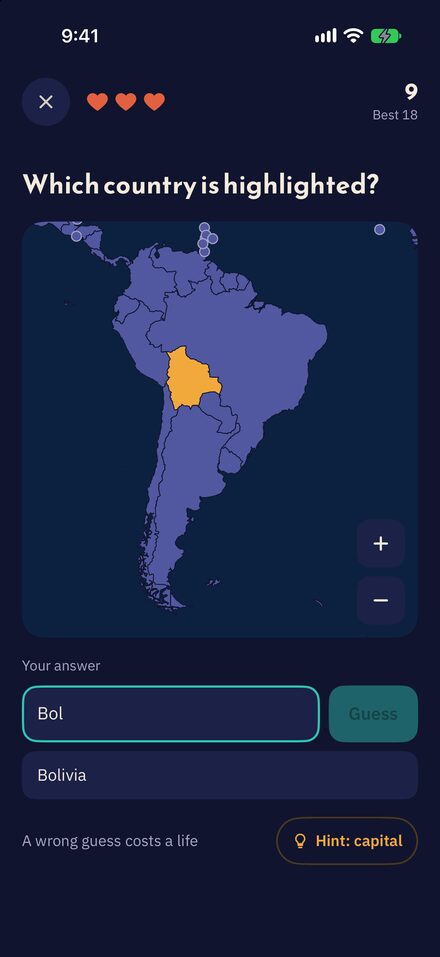 9:41
9
Best 18
Which country is highlighted?
+
−
Your answer
Bol
Guess
Bolivia
A wrong guess costs a life
Hint: capital